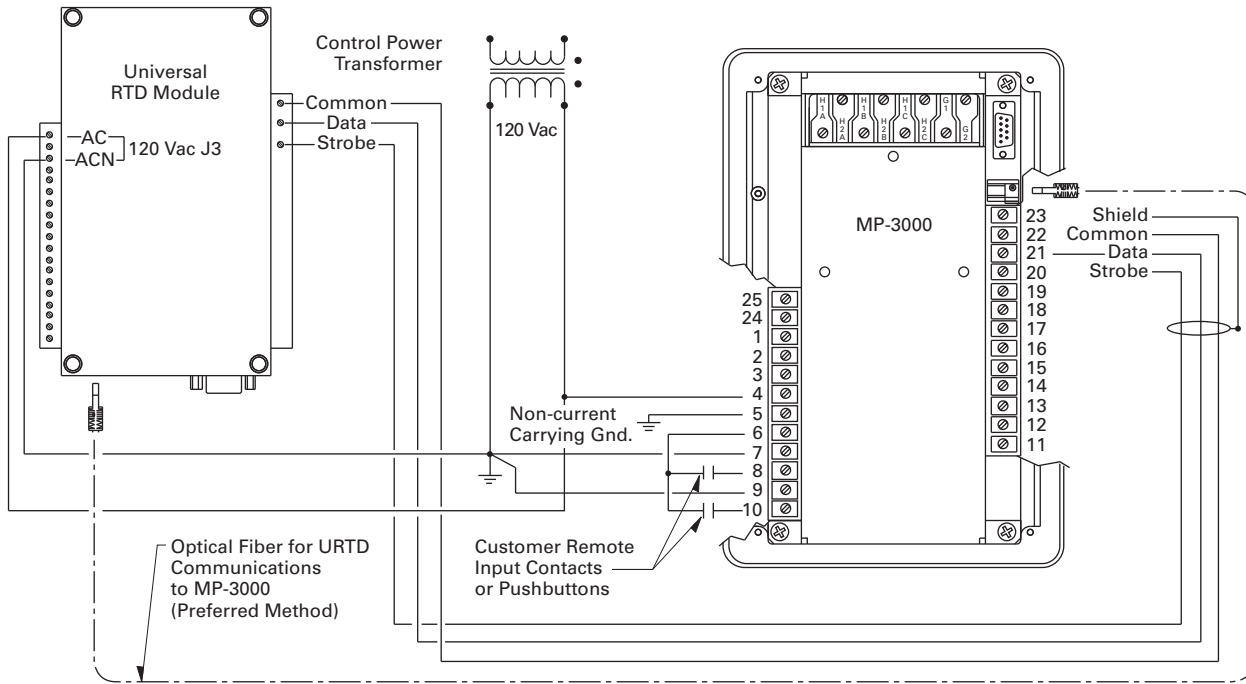 Universal
RTD Module
AC
ACN
120 Vac J3
Common
Data
Strobe
Control Power
Transformer
120 Vac
H1A
H2A
H1B
H2B
H1C
H2C
G1
G2
MP-3000
23
22
21
20
19
18
17
16
15
14
13
12
11
Shield
Common
Data
Strobe
25
24
1
2
3
4
5
6
7
8
9
10
Non-current
Carrying Gnd.
Optical Fiber for URTD
Communications
to MP-3000
(Preferred Method)
Customer Remote
Input Contacts
or Pushbuttons